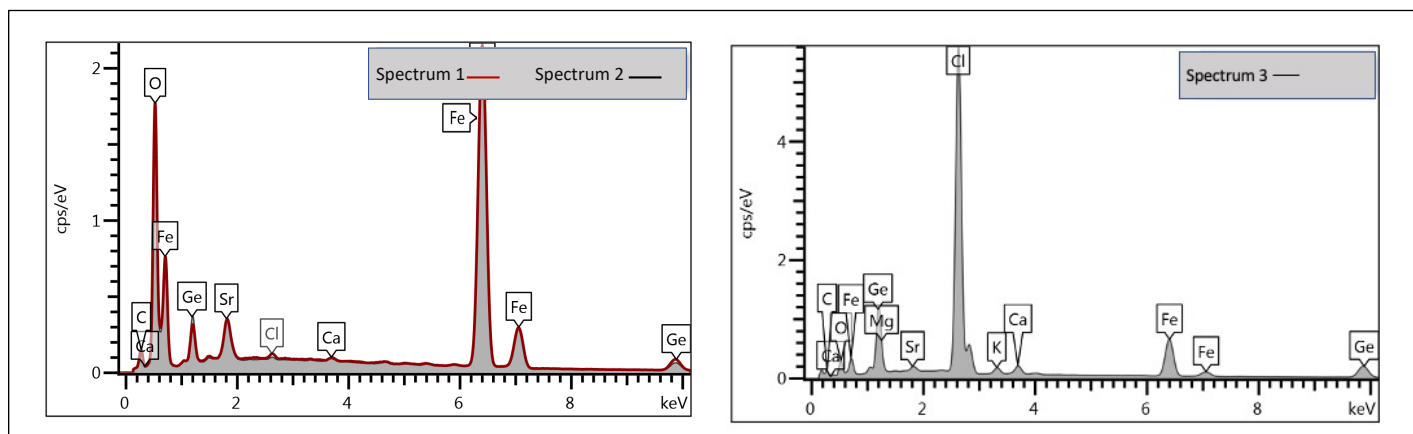 Spectrum 1 Spectrum 2
2
1
0
cps/eV
O
Fe
C
Ca
Ge
Sr
Cl
Ca
Fe
Fe
Ge
0 2 4 6 8 keV
Spectrum 3
4
2
0
cps/eV
Cl
C
Fe
Ge
O
Mg
Ca
Sr
K
Ca
Fe
Fe
Ge
0 2 4 6 8 keV